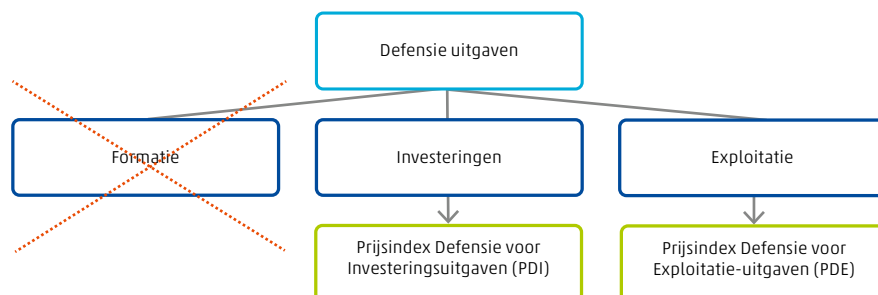 Defensie uitgaven
Formatie
Investeringen
Exploitatie
Prijsindex Defensie voor
Investeringsuitgaven (PDI)
Prijsindex Defensie voor
Exploitatie-uitgaven (PDE)